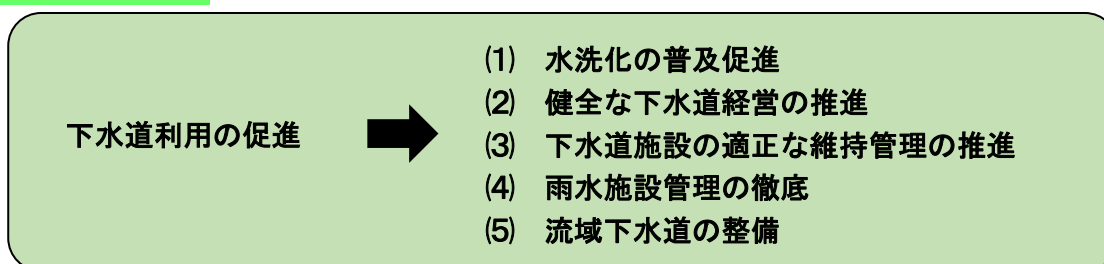 下水道利用の促進
⑴ 水洗化の普及促進
⑵ 健全な下水道経営の推進
⑶ 下水道施設の適正な維持管理の推進
⑷ 雨水施設管理の徹底
⑸ 流域下水道の整備